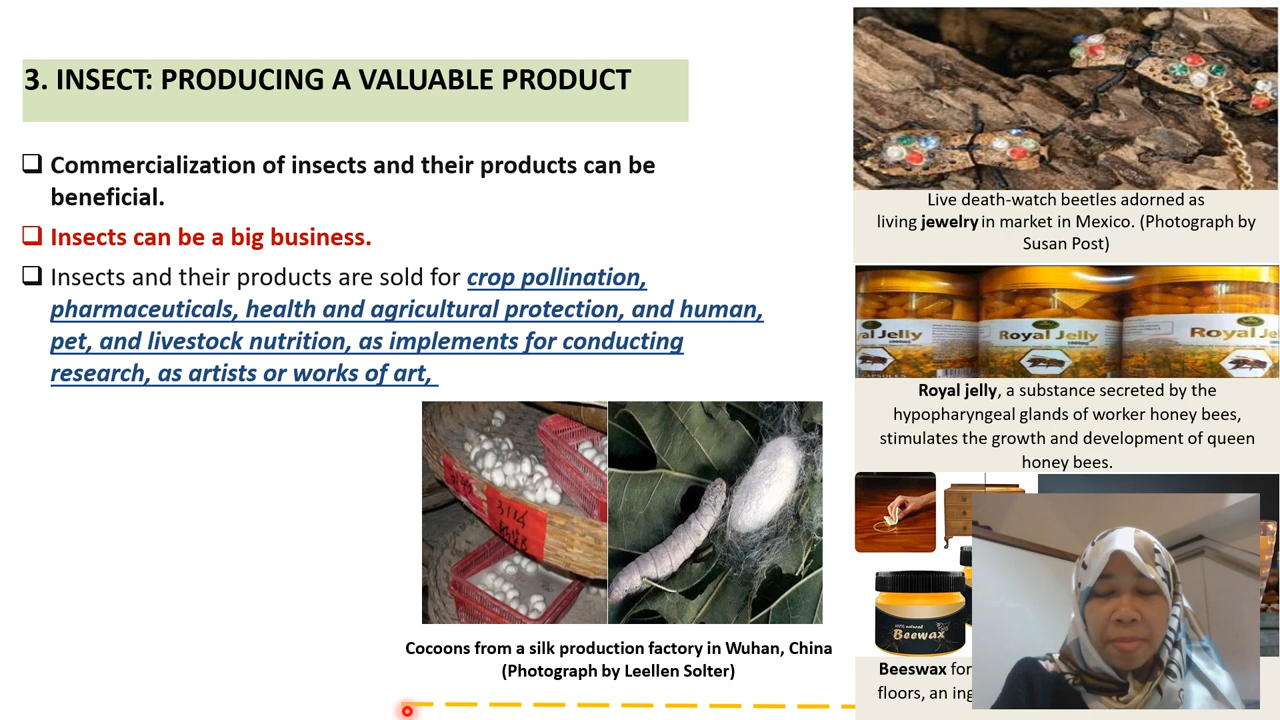 3. INSECT: PRODUCING A VALUABLE PRODUCT
Commercialization of insects and their products can be
beneficial.
Insects can be a big business.
Insects and their products are sold for crop pollination,
pharmaceuticals, health and agricultural protection, and human,
pet, and livestock nutrition, as implements for conducting
research, as artists or works of art,
Cocoons from a silk production factory in Wuhan, China
(Photograph by Leellen Solter)
Live death-watch beetles adorned as
living jewelry in market in Mexico. (Photograph by
Susan Post)
al Jelly
Royal Jelly
Royal Je
Royal jelly, a substance secreted by the
hypopharyngeal glands of worker honey bees,
stimulates the growth and development of queen
honey bees.
Beewax
Beeswax for
floors, an ing